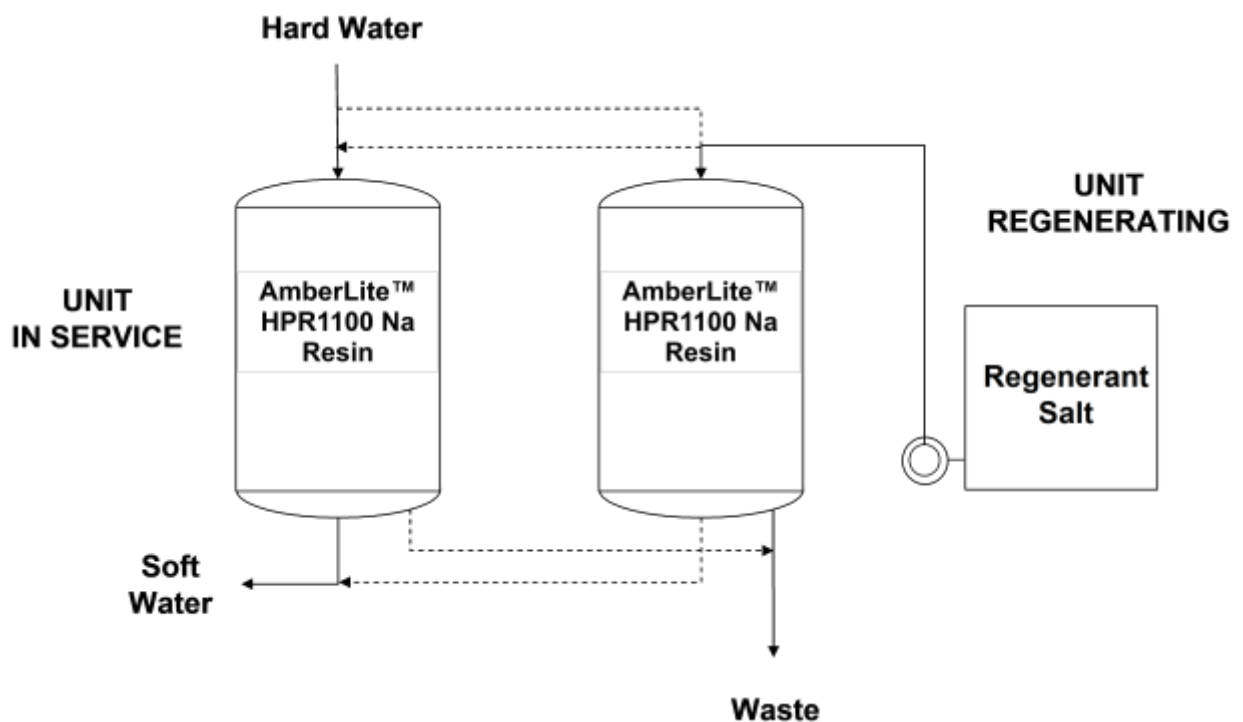 Hard Water
UNIT
REGENERATING
UNIT
IN SERVICE
AmberLite™
HPR1100 Na
Resin
AmberLite™
HPR1100 Na
Resin
Regenerant
Salt
Soft
Water
Waste